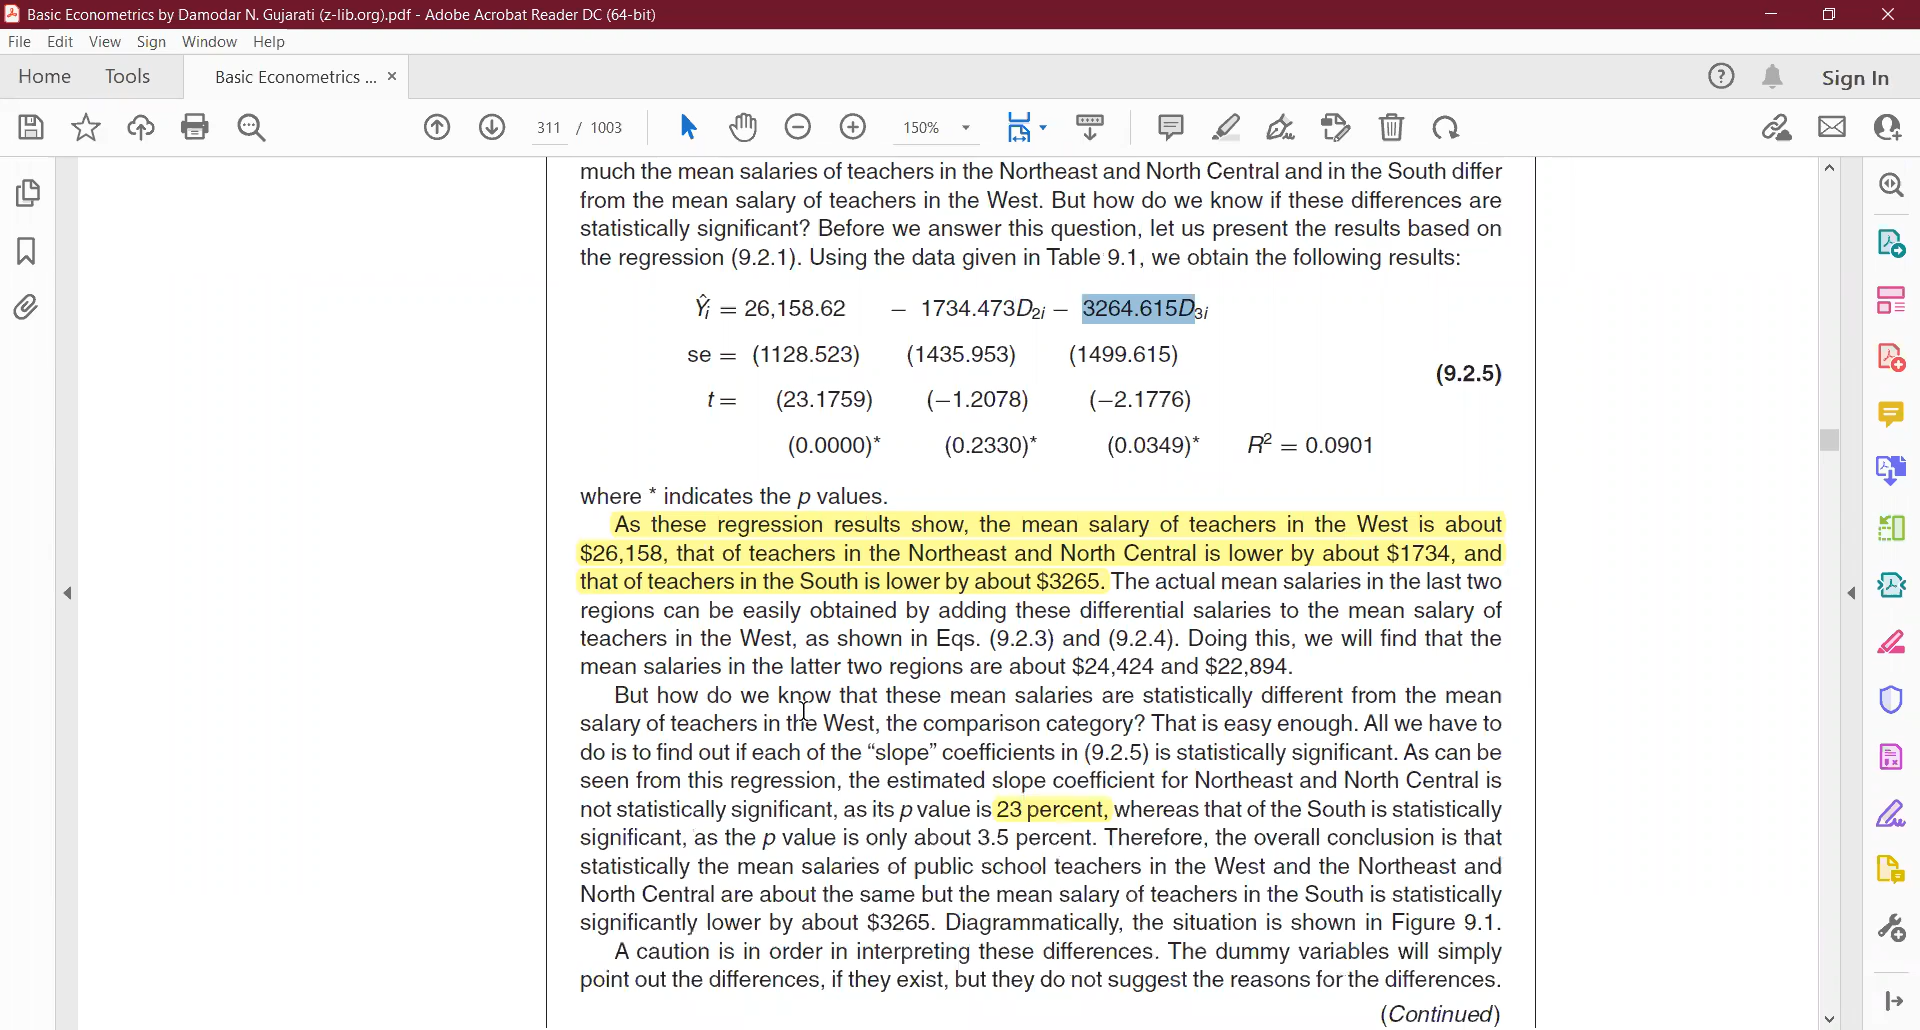 Basic Econometrics by Damodar N. Gujarati (z-lib.org).pdf - Adobe Acrobat Reader DC (64-bit)
File Edit View Sign Window Help
Home Tools Basic Econometrics ... × Sign In
311 / 1003 150%
much the mean salaries of teachers in the Northeast and North Central and in the South differ
from the mean salary of teachers in the West. But how do we know if these differences are
statistically significant? Before we answer this question, let us present the results based on
the regression (9.2.1). Using the data given in Table 9.1, we obtain the following results:
Ŷᵢ = 26,158.62 − 1734.473D₂ᵢ − 3264.615D₃ᵢ
se = (1128.523) (1435.953) (1499.615)
(9.2.5)
t = (23.1759) (−1.2078) (−2.1776)
(0.0000)* (0.2330)* (0.0349)* R² = 0.0901
where * indicates the p values.
As these regression results show, the mean salary of teachers in the West is about
$26,158, that of teachers in the Northeast and North Central is lower by about $1734, and
that of teachers in the South is lower by about $3265. The actual mean salaries in the last two
regions can be easily obtained by adding these differential salaries to the mean salary of
teachers in the West, as shown in Eqs. (9.2.3) and (9.2.4). Doing this, we will find that the
mean salaries in the latter two regions are about $24,424 and $22,894.
But how do we know that these mean salaries are statistically different from the mean
salary of teachers in the West, the comparison category? That is easy enough. All we have to
do is to find out if each of the “slope” coefficients in (9.2.5) is statistically significant. As can be
seen from this regression, the estimated slope coefficient for Northeast and North Central is
not statistically significant, as its p value is 23 percent, whereas that of the South is statistically
significant, as the p value is only about 3.5 percent. Therefore, the overall conclusion is that
statistically the mean salaries of public school teachers in the West and the Northeast and
North Central are about the same but the mean salary of teachers in the South is statistically
significantly lower by about $3265. Diagrammatically, the situation is shown in Figure 9.1.
A caution is in order in interpreting these differences. The dummy variables will simply
point out the differences, if they exist, but they do not suggest the reasons for the differences.
(Continued)